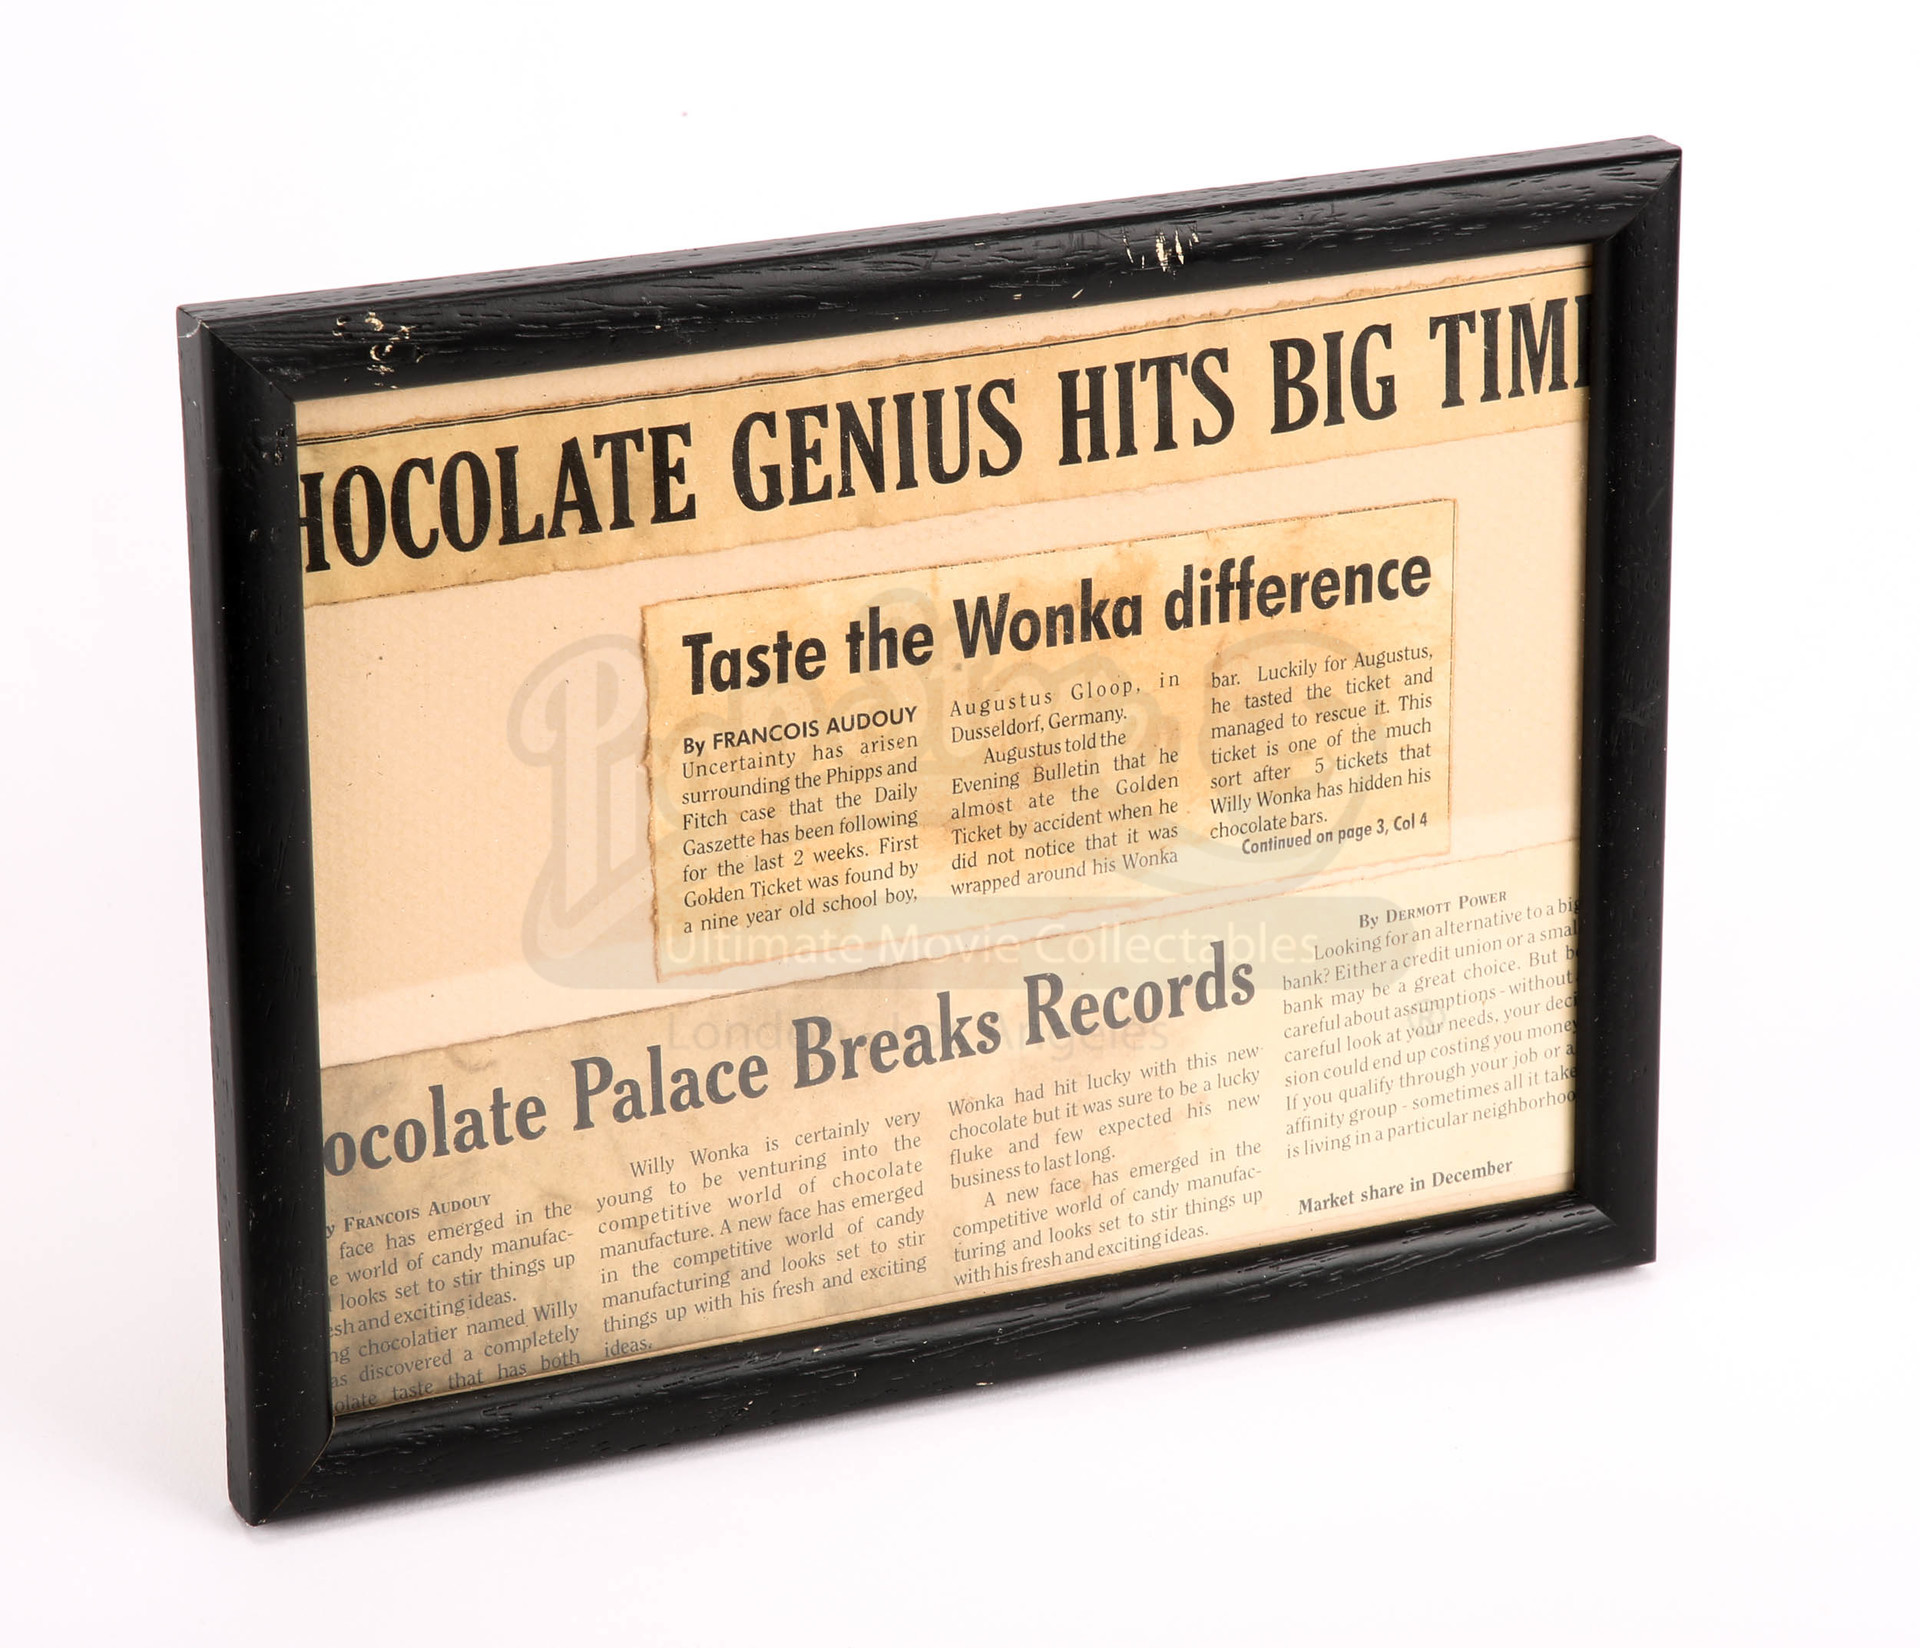 HOCOLATE GENIUS HITS BIG TIM
Taste the Wonka difference
By FRANCOIS AUDOUY
Uncertainty has arisen
surrounding the Phipps and
Fitch case that the Daily
Gaszette has been following
for the last 2 weeks. First
Golden Ticket was found by
a nine year old school boy,
Augustus Gloop, in
Dusseldorf, Germany.
Augustus told the
Evening Bulletin that he
almost ate the Golden
Ticket by accident when he
did not notice that it was
wrapped around his Wonka
bar. Luckily for Augustus,
he tasted the ticket and
managed to rescue it. This
ticket is one of the much
sort after 5 tickets that
Willy Wonka has hidden his
chocolate bars.
Continued on page 3, Col 4
Ultimate Movie Collectables
London Los Angeles
ocolate Palace Breaks Records
y FRANCOIS AUDOUY
face has emerged in the
e world of candy manufac-
looks set to stir things up
sh and exciting ideas.
ng chocolatier named Willy
as discovered a completely
olate taste that has both
Willy Wonka is certainly very
young to be venturing into the
competitive world of chocolate
manufacture. A new face has emerged
in the competitive world of candy
manufacturing and looks set to stir
things up with his fresh and exciting
ideas.
Wonka had hit lucky with this new
chocolate but it was sure to be a lucky
fluke and few expected his new
business to last long.
A new face has emerged in the
competitive world of candy manufac-
turing and looks set to stir things up
with his fresh and exciting ideas.
By DERMOTT POWER
Looking for an alternative to a big
bank? Either a credit union or a smal
bank may be a great choice. But b
careful about assumptions - without
careful look at your needs, your deci
sion could end up costing you money
If you qualify through your job or a
affinity group - sometimes all it take
is living in a particular neighborhoo
Market share in December